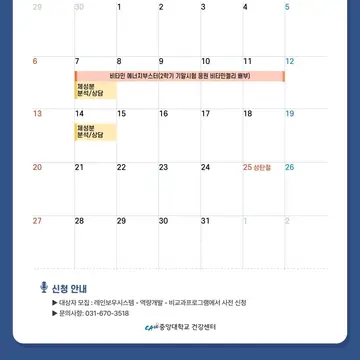 29 30 1 2 3 4 5
6 7 8 9 10 11 12
비타민 에너지부스터(2학기 기말시험 응원 비타민젤리 배부)
체성분
분석/상담
13 14 15 16 17 18 19
체성분
분석/상담
20 21 22 23 24 25 성탄절 26
27 28 29 30 31 1 2
신청 안내
▶ 대상자 모집 : 레인보우시스템 - 역량개발 - 비교과프로그램에서 사전 신청
▶ 문의사항: 031-670-3518
CAU 중앙대학교 건강센터